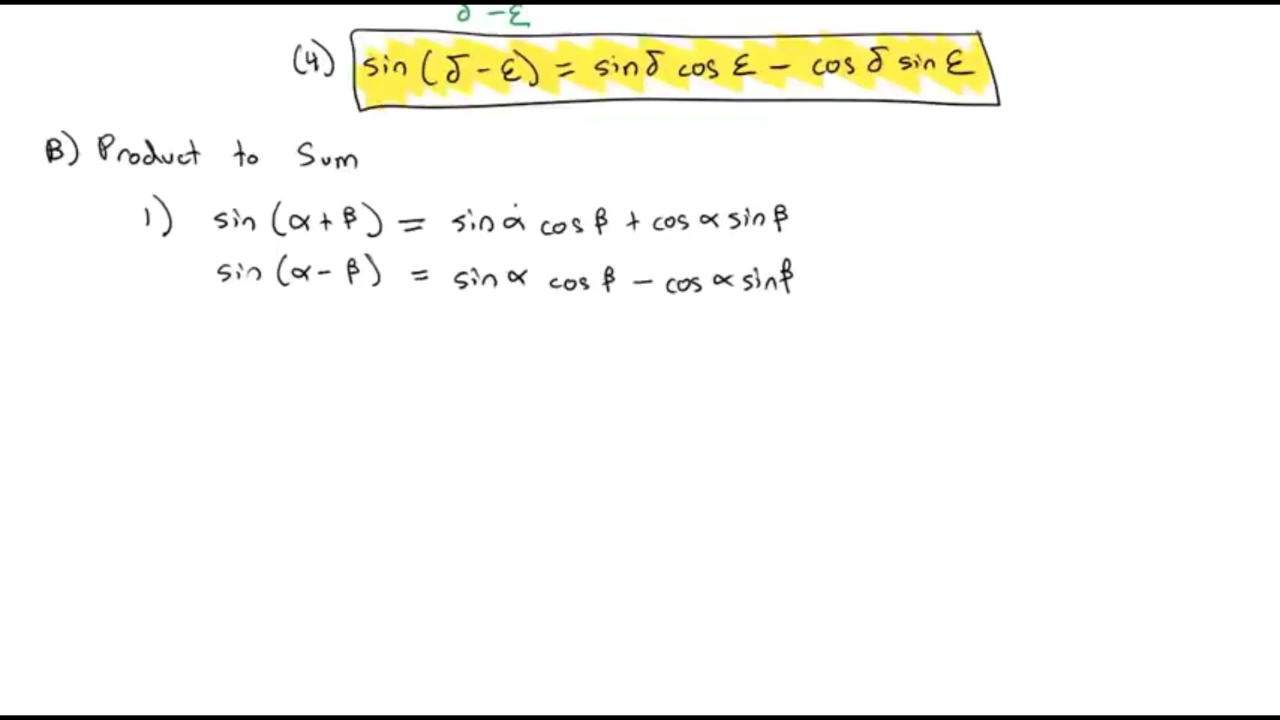 δ - ε
(4) sin (δ - ε) = sin δ cos ε - cos δ sin ε
B) Product to Sum
1) sin (α + β) = sin α cos β + cos α sin β
sin (α - β) = sin α cos β - cos α sin β